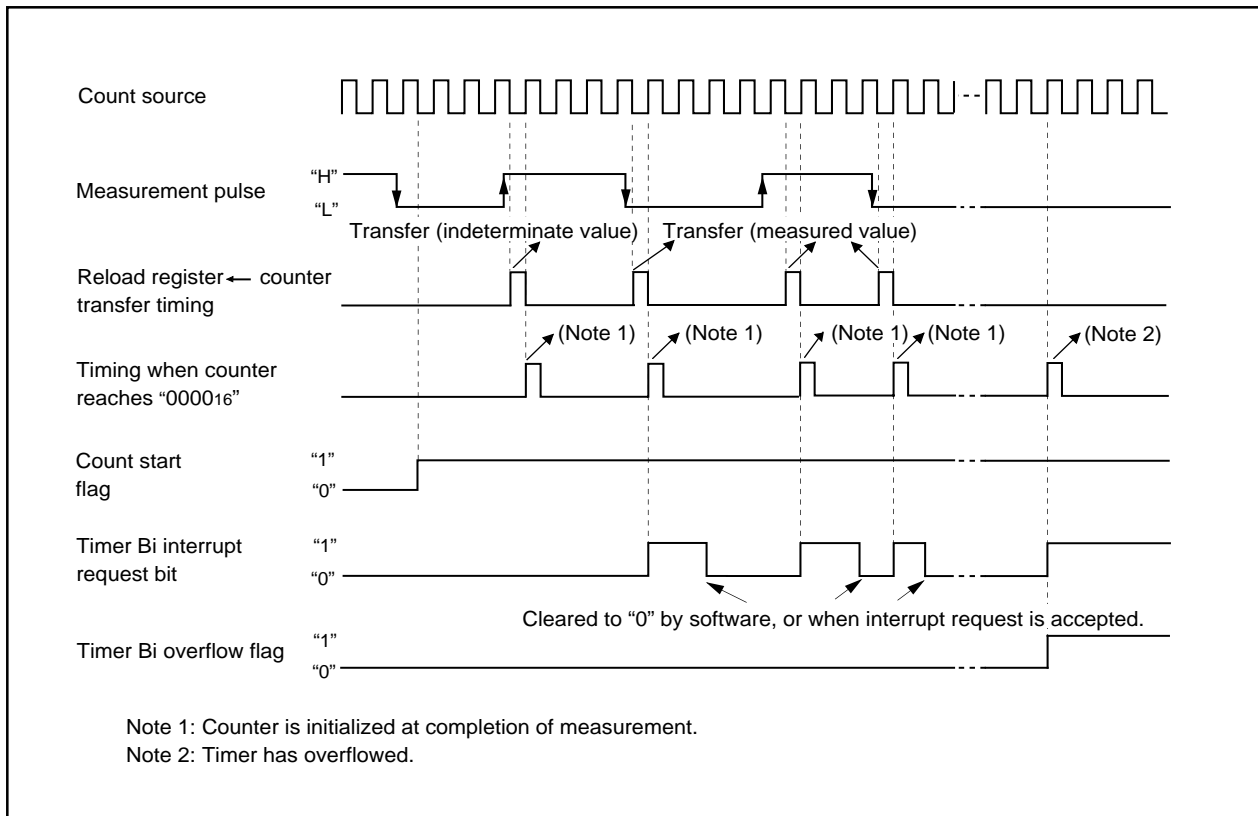 Count source
Measurement pulse
“H”
“L”
Transfer (indeterminate value)
Transfer (measured value)
Reload register ← counter
transfer timing
(Note 1)
(Note 1)
(Note 1)
(Note 1)
(Note 2)
Timing when counter
reaches “000016”
Count start
flag
“1”
“0”
Timer Bi interrupt
request bit
“1”
“0”
Cleared to “0” by software, or when interrupt request is accepted.
Timer Bi overflow flag
“1”
“0”
Note 1: Counter is initialized at completion of measurement.
Note 2: Timer has overflowed.